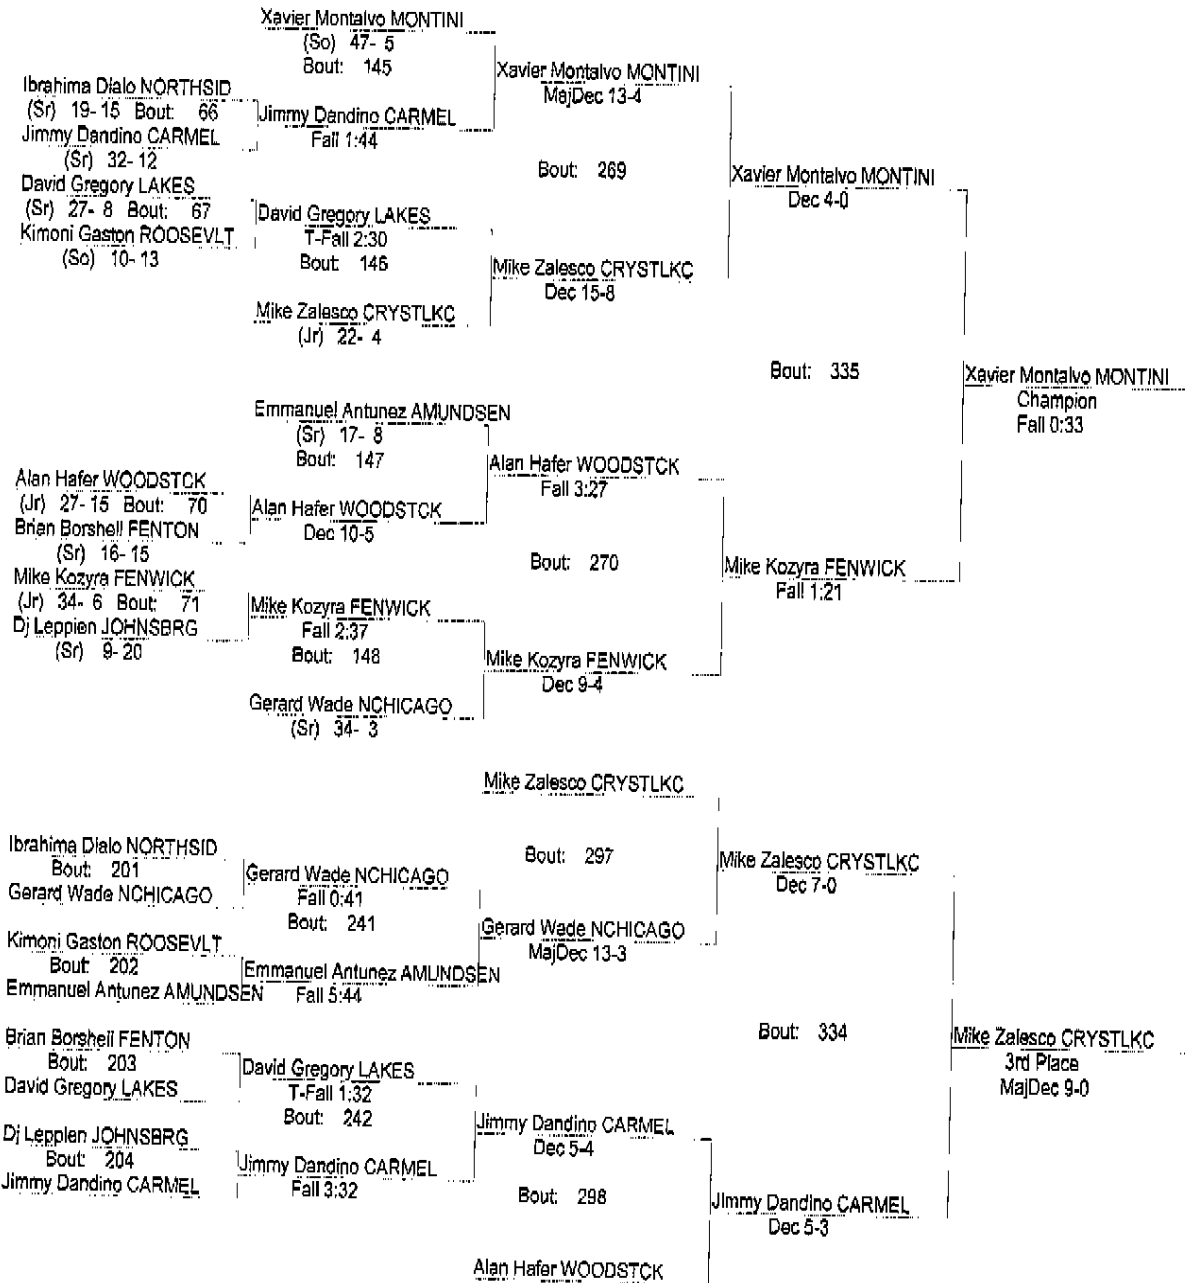 Xavier Montalvo MONTINI
(So) 47- 5
Bout: 145
Xavier Montalvo MONTINI
MajDec 13-4
Ibrahima Dialo NORTHSID
(Sr) 19- 15 Bout: 66
Jimmy Dandino CARMEL
Fall 1:44
Jimmy Dandino CARMEL
(Sr) 32- 12
Bout: 269
Xavier Montalvo MONTINI
Dec 4-0
David Gregory LAKES
(Sr) 27- 8 Bout: 67
David Gregory LAKES
T-Fall 2:30
Bout: 146
Kimoni Gaston ROOSEVLT
(So) 10- 13
Mike Zalesco CRYSTLKC
Dec 15-8
Mike Zalesco CRYSTLKC
(Jr) 22- 4
Bout: 335
Xavier Montalvo MONTINI
Champion
Fall 0:33
Emmanuel Antunez AMUNDSEN
(Sr) 17- 8
Bout: 147
Alan Hafer WOODSTCK
Fall 3:27
Alan Hafer WOODSTCK
(Jr) 27- 15 Bout: 70
Alan Hafer WOODSTCK
Dec 10-5
Brian Borshell FENTON
(Sr) 16- 15
Bout: 270
Mike Kozyra FENWICK
Fall 1:21
Mike Kozyra FENWICK
(Jr) 34- 6 Bout: 71
Mike Kozyra FENWICK
Fall 2:37
Bout: 148
Dj Leppien JOHNSBRG
(Sr) 9- 20
Mike Kozyra FENWICK
Dec 9-4
Gerard Wade NCHICAGO
(Sr) 34- 3
Mike Zalesco CRYSTLKC
Ibrahima Dialo NORTHSID
Bout: 201
Gerard Wade NCHICAGO
Gerard Wade NCHICAGO
Fall 0:41
Bout: 241
Bout: 297
Mike Zalesco CRYSTLKC
Dec 7-0
Gerard Wade NCHICAGO
MajDec 13-3
Kimoni Gaston ROOSEVLT
Bout: 202
Emmanuel Antunez AMUNDSEN
Emmanuel Antunez AMUNDSEN
Fall 5:44
Bout: 334
Mike Zalesco CRYSTLKC
3rd Place
MajDec 9-0
Brian Borshell FENTON
Bout: 203
David Gregory LAKES
David Gregory LAKES
T-Fall 1:32
Bout: 242
Jimmy Dandino CARMEL
Dec 5-4
Dj Leppien JOHNSBRG
Bout: 204
Jimmy Dandino CARMEL
Jimmy Dandino CARMEL
Fall 3:32
Bout: 298
Jimmy Dandino CARMEL
Dec 5-3
Alan Hafer WOODSTCK